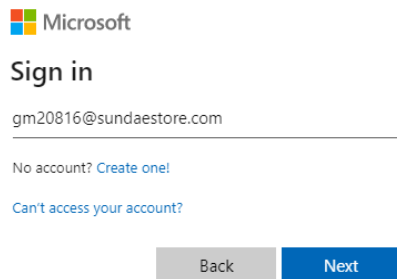 Microsoft
Sign in
gm20816@sundaestore.com
No account? Create one!
Can't access your account?
Back Next